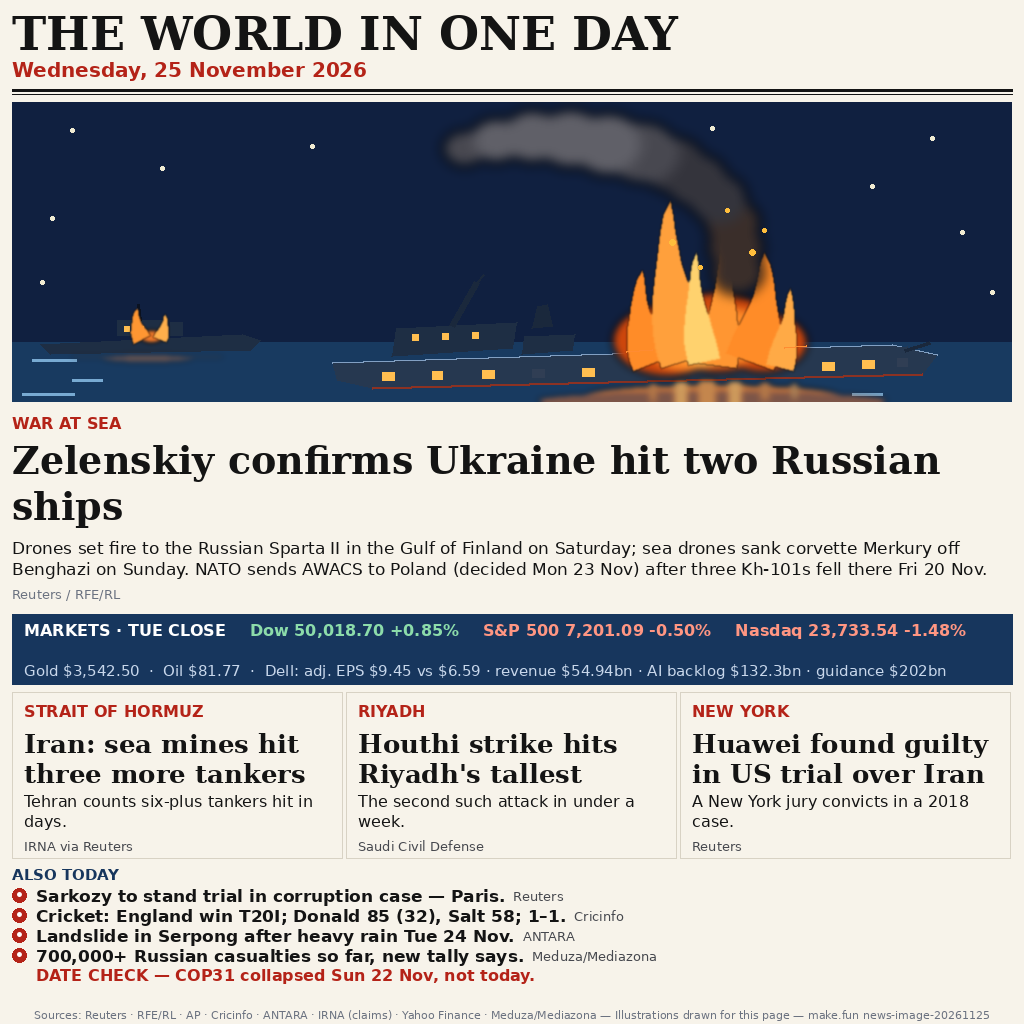 THE WORLD IN ONE DAY
Wednesday, 25 November 2026
WAR AT SEA
Zelenskiy confirms Ukraine hit two Russian
ships
Drones set fire to the Russian Sparta II in the Gulf of Finland on Saturday; sea drones sank corvette Merkury off
Benghazi on Sunday. NATO sends AWACS to Poland (decided Mon 23 Nov) after three Kh-101s fell there Fri 20 Nov.
Reuters / RFE/RL
MARKETS · TUE CLOSE Dow 50,018.70 +0.85% S&P 500 7,201.09 -0.50% Nasdaq 23,733.54 -1.48%
Gold $3,542.50 · Oil $81.77 · Dell: adj. EPS $9.45 vs $6.59 · revenue $54.94bn · AI backlog $132.3bn · guidance $202bn
STRAIT OF HORMUZ
Iran: sea mines hit
three more tankers
Tehran counts six-plus tankers hit in
days.
IRNA via Reuters
RIYADH
Houthi strike hits
Riyadh's tallest
The second such attack in under a
week.
Saudi Civil Defense
NEW YORK
Huawei found guilty
in US trial over Iran
A New York jury convicts in a 2018
case.
Reuters
ALSO TODAY
Sarkozy to stand trial in corruption case — Paris. Reuters
Cricket: England win T20I; Donald 85 (32), Salt 58; 1–1. Cricinfo
Landslide in Serpong after heavy rain Tue 24 Nov. ANTARA
700,000+ Russian casualties so far, new tally says. Meduza/Mediazona
DATE CHECK — COP31 collapsed Sun 22 Nov, not today.
Sources: Reuters · RFE/RL · AP · Cricinfo · ANTARA · IRNA (claims) · Yahoo Finance · Meduza/Mediazona — Illustrations drawn for this page — make.fun news-image-20261125